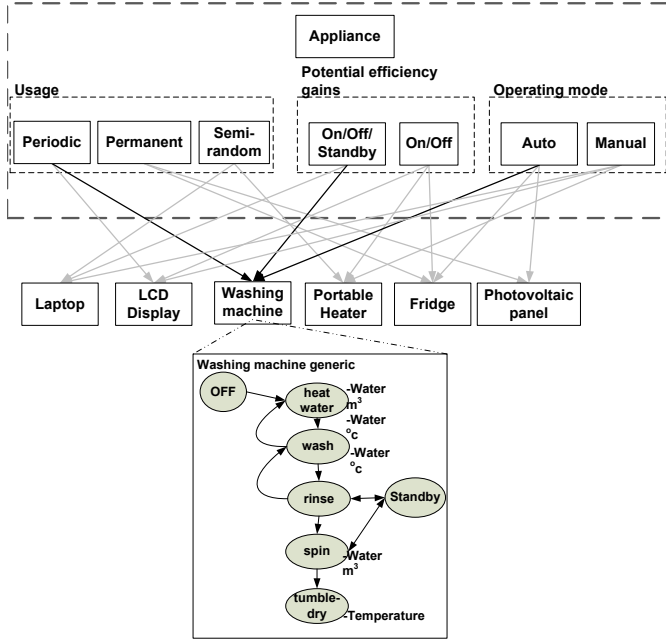 Appliance
Usage
Potential efficiency
gains
Operating mode
Periodic
Permanent
Semi-
random
On/Off/
Standby
On/Off
Auto
Manual
Laptop
LCD
Display
Washing
machine
Portable
Heater
Fridge
Photovoltaic
panel
Washing machine generic
OFF
heat
water
-Water
m³
-Water
°c
wash
-Water
°c
rinse
Standby
spin
-Water
m³
tumble-
dry
-Temperature